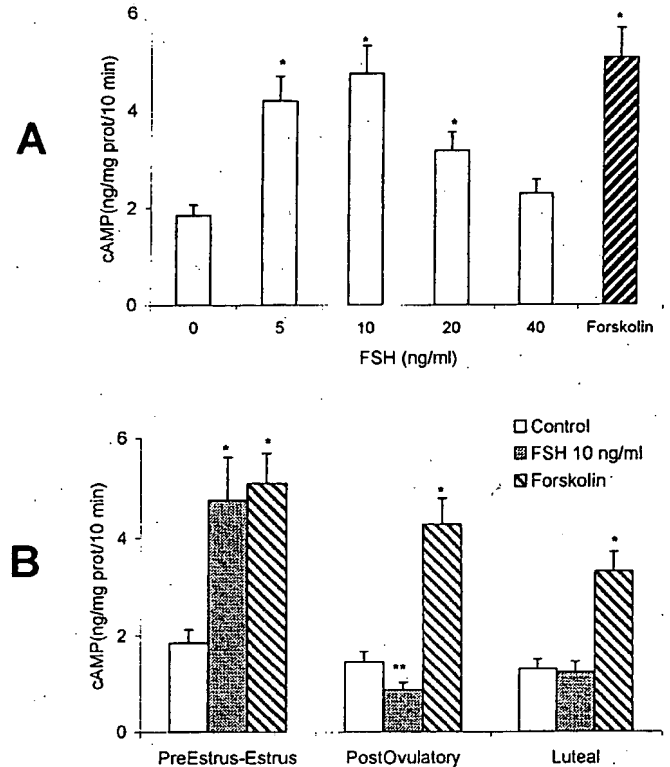 A
cAMP(ng/mg prot/10 min)
6
4
2
0
* * * *
0 5 10 20 40 Forskolin
FSH (ng/ml)
B
cAMP(ng/mg prot/10 min)
6
4
2
0
Control
FSH 10 ng/ml
Forskolin
* * ** * *
PreEstrus-Estrus PostOvulatory Luteal